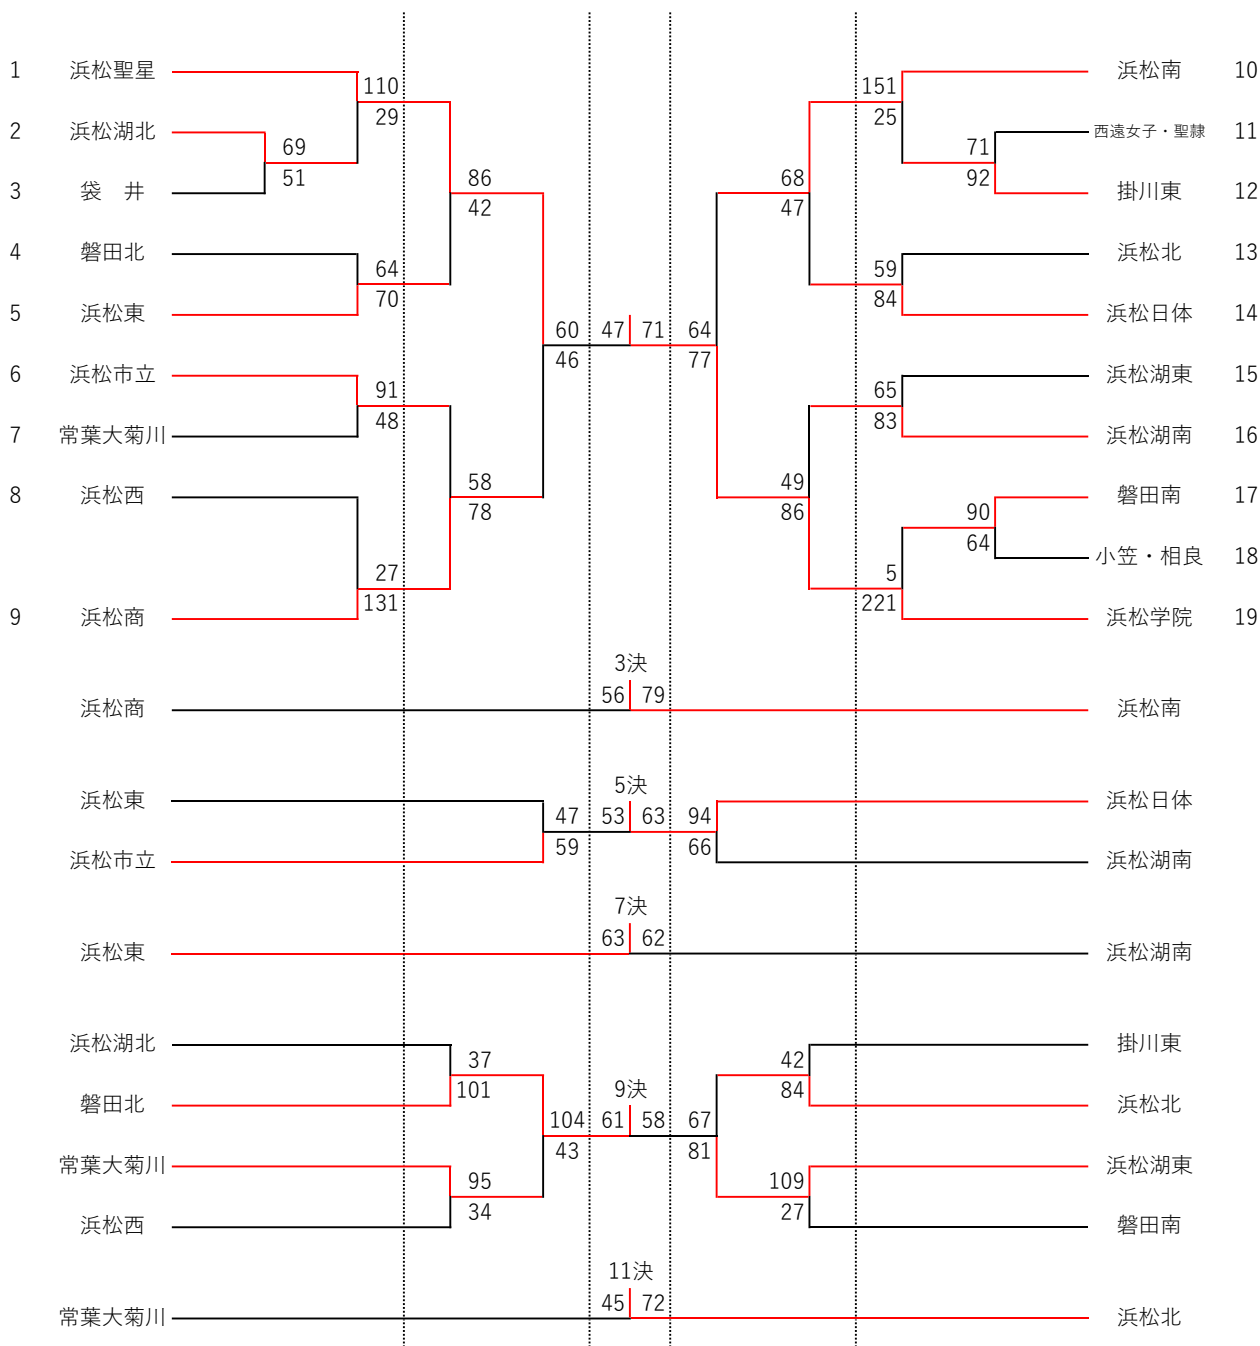 1 浜松聖星 110 151 浜松南 10
29 25
2 浜松湖北 69 71 西遠女子・聖隷 11
51 92
3 袋　井 86 68 掛川東 12
42 47
4 磐田北 64 59 浜松北 13
70 84
5 浜松東 60 47 71 64 浜松日体 14
46 77
6 浜松市立 91 65 浜松湖東 15
48 83
7 常葉大菊川 浜松湖南 16
8 浜松西 58 49 磐田南 17
78 86 90
64
27 5 小笠・相良 18
131 221
9 浜松商 浜松学院 19
3決
浜松商 56 79 浜松南
5決
浜松東 47 53 63 94 浜松日体
59 66
浜松市立 浜松湖南
7決
浜松東 63 62 浜松湖南
浜松湖北 37 42 掛川東
101 84
磐田北 9決 浜松北
104 61 58 67
43 81
常葉大菊川 95 109 浜松湖東
34 27
浜松西 磐田南
11決
常葉大菊川 45 72 浜松北